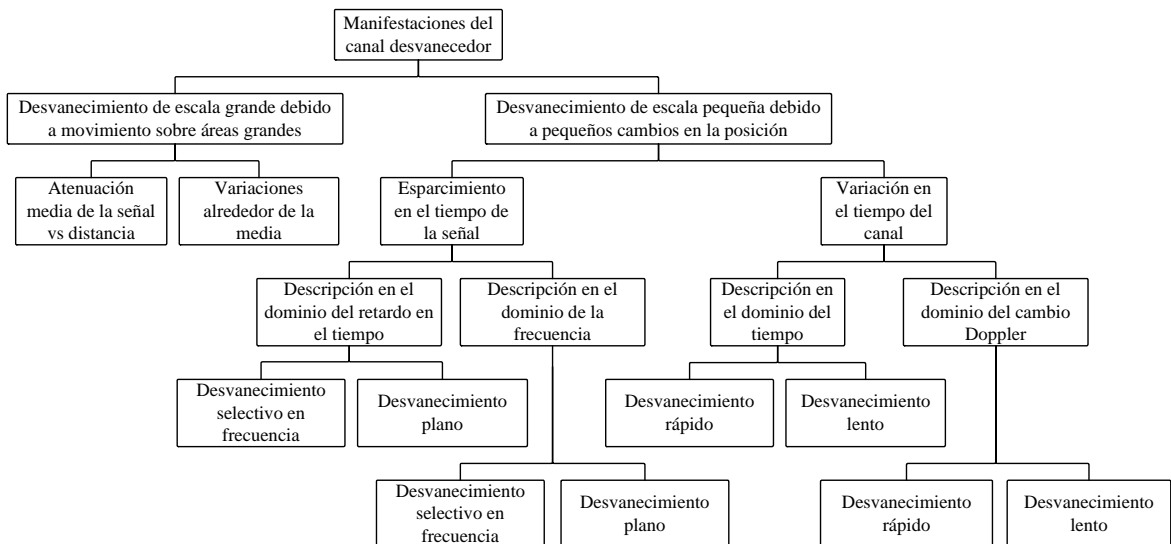 Manifestaciones del
canal desvanecedor
Desvanecimiento de escala grande debido
a movimiento sobre áreas grandes
Desvanecimiento de escala pequeña debido
a pequeños cambios en la posición
Atenuación
media de la señal
vs distancia
Variaciones
alrededor de la
media
Esparcimiento
en el tiempo de
la señal
Variación en
el tiempo del
canal
Descripción en el
dominio del retardo en
el tiempo
Descripción en el
dominio de la
frecuencia
Descripción en
el dominio del
tiempo
Descripción en el
dominio del cambio
Doppler
Desvanecimiento
selectivo en
frecuencia
Desvanecimiento
plano
Desvanecimiento
rápido
Desvanecimiento
lento
Desvanecimiento
selectivo en
frecuencia
Desvanecimiento
plano
Desvanecimiento
rápido
Desvanecimiento
lento